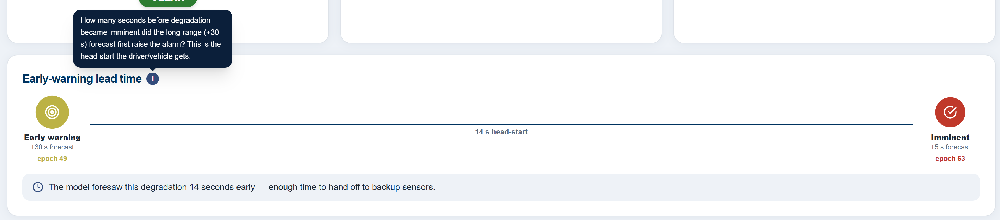 How many seconds before degradation
became imminent did the long-range (+30
s) forecast first raise the alarm? This is the
head-start the driver/vehicle gets.
Early-warning lead time i
14 s head-start
Early warning
+30 s forecast
epoch 49
Imminent
+5 s forecast
epoch 63
The model foresaw this degradation 14 seconds early — enough time to hand off to backup sensors.